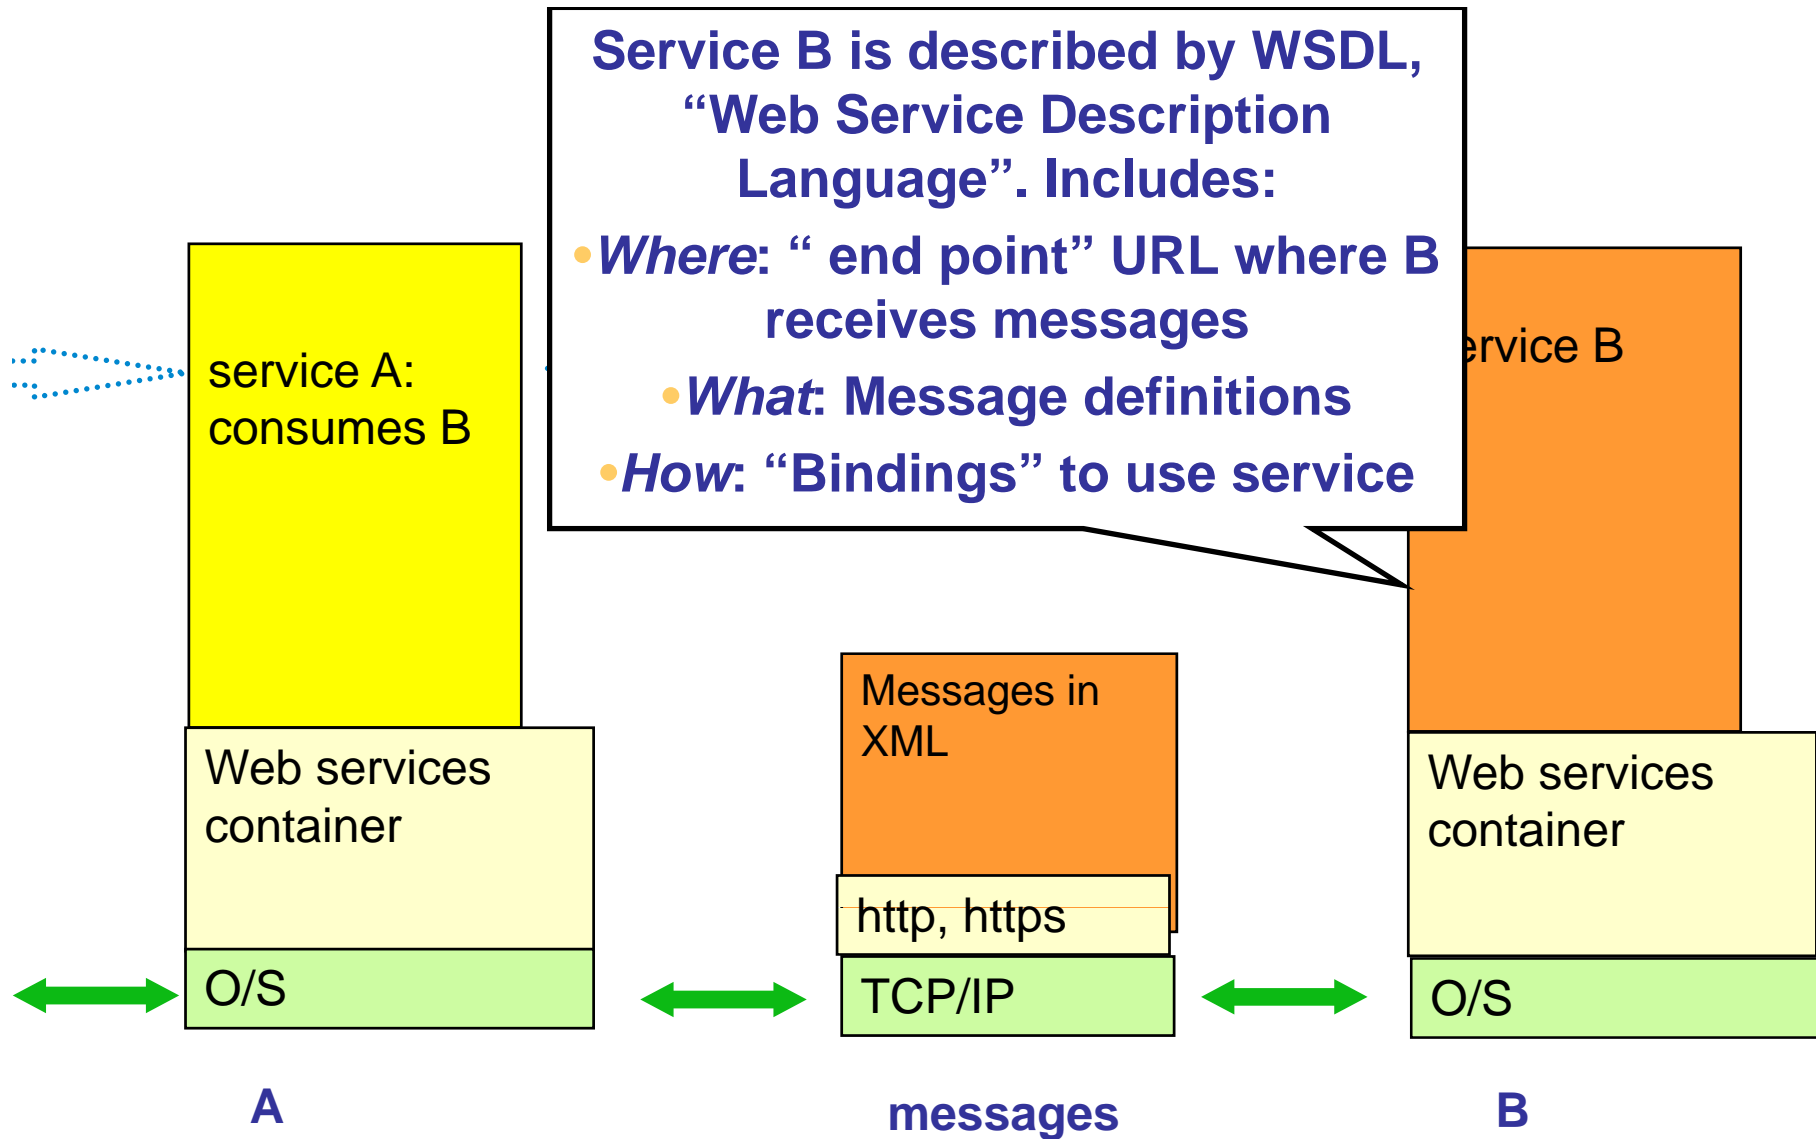 Service B is described by WSDL,
“Web Service Description
Language”. Includes:
•Where: “ end point” URL where B
receives messages
•What: Message definitions
•How: “Bindings” to use service
service A:
consumes B
ervice B
Messages in
XML
Web services
container
Web services
container
http, https
O/S
TCP/IP
O/S
A
messages
B